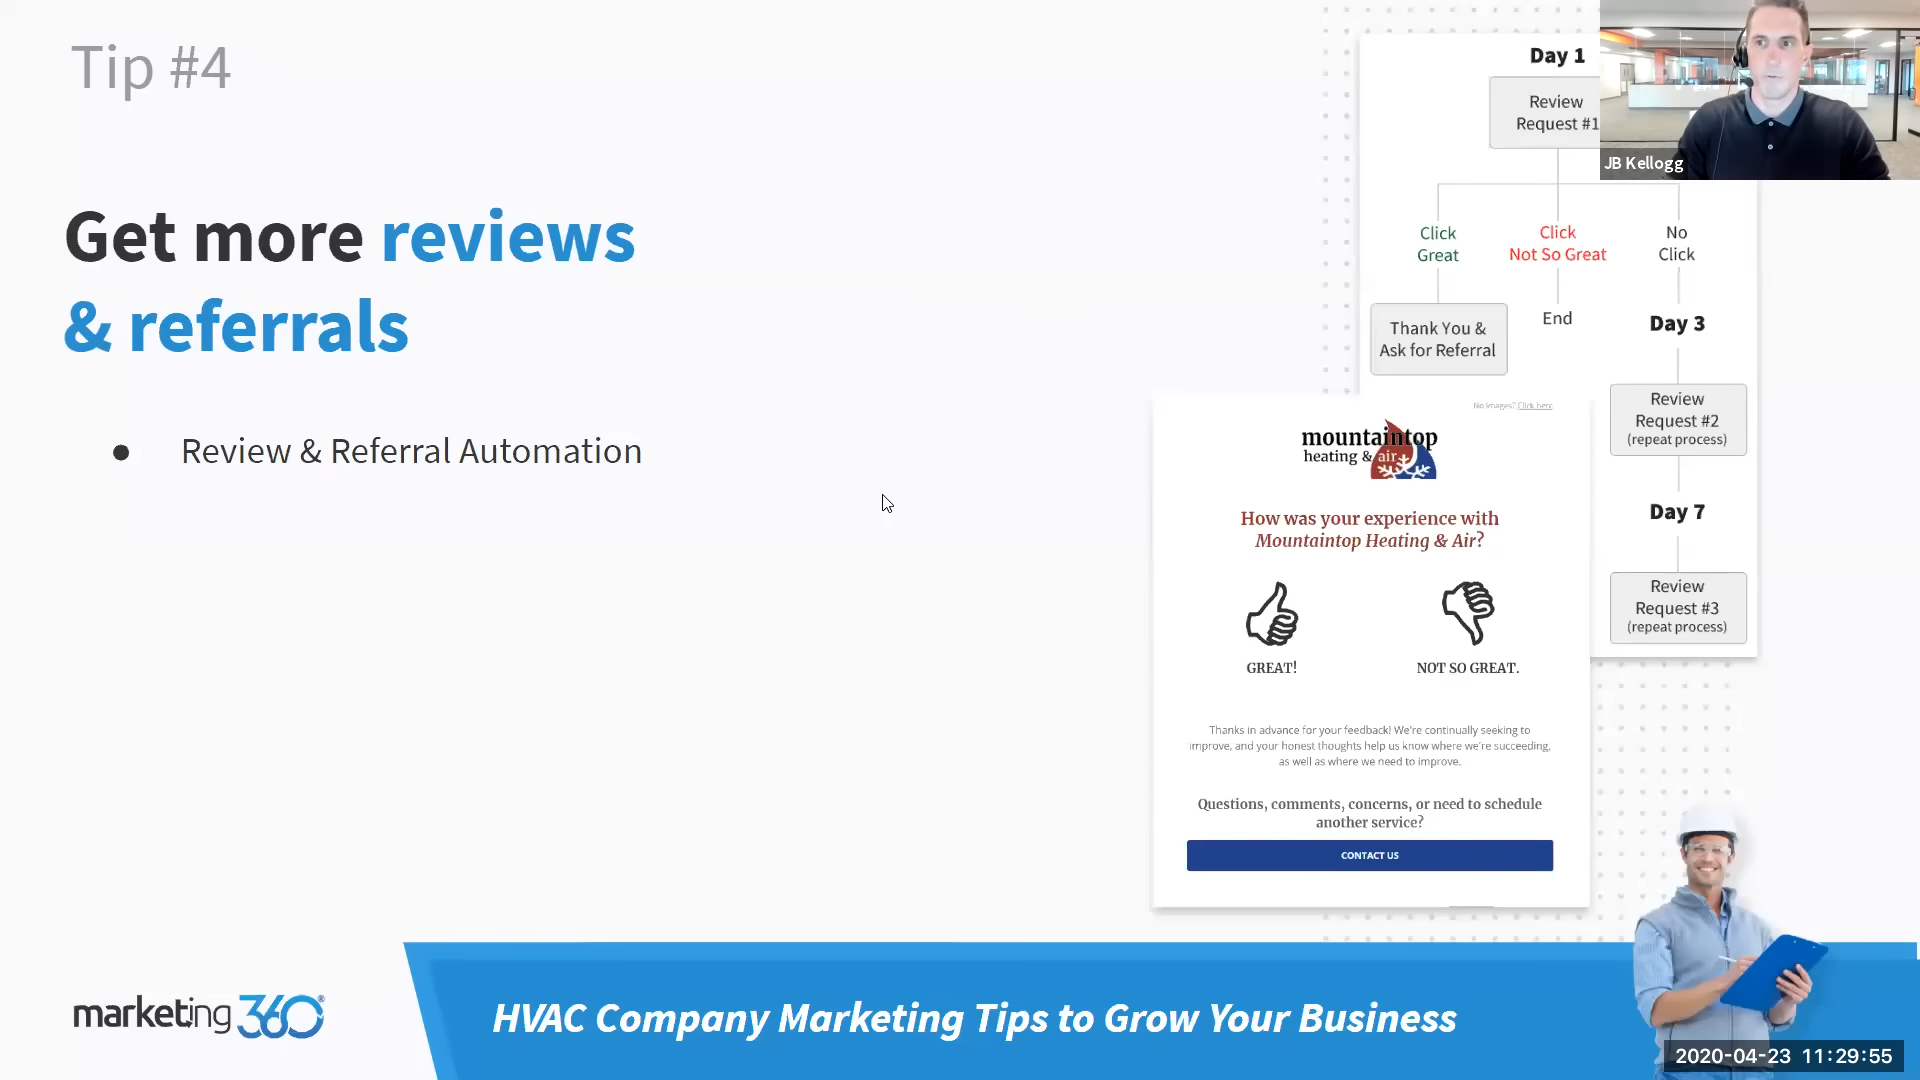 Tip #4
Get more reviews
& referrals
● Review & Referral Automation
Day 1
Review
Request #1
JB Kellogg
Click
Great
Click
Not So Great
No
Click
Thank You &
Ask for Referral
End
Day 3
Review
Request #2
(repeat process)
Day 7
Review
Request #3
(repeat process)
No images? Click here
mountaintop
heating & air
How was your experience with
Mountaintop Heating & Air?
GREAT!
NOT SO GREAT.
Thanks in advance for your feedback! We're continually seeking to
improve, and your honest thoughts help us know where we're succeeding,
as well as where we need to improve.
Questions, comments, concerns, or need to schedule
another service?
CONTACT US
marketing 360®
HVAC Company Marketing Tips to Grow Your Business
2020-04-23 11:29:55